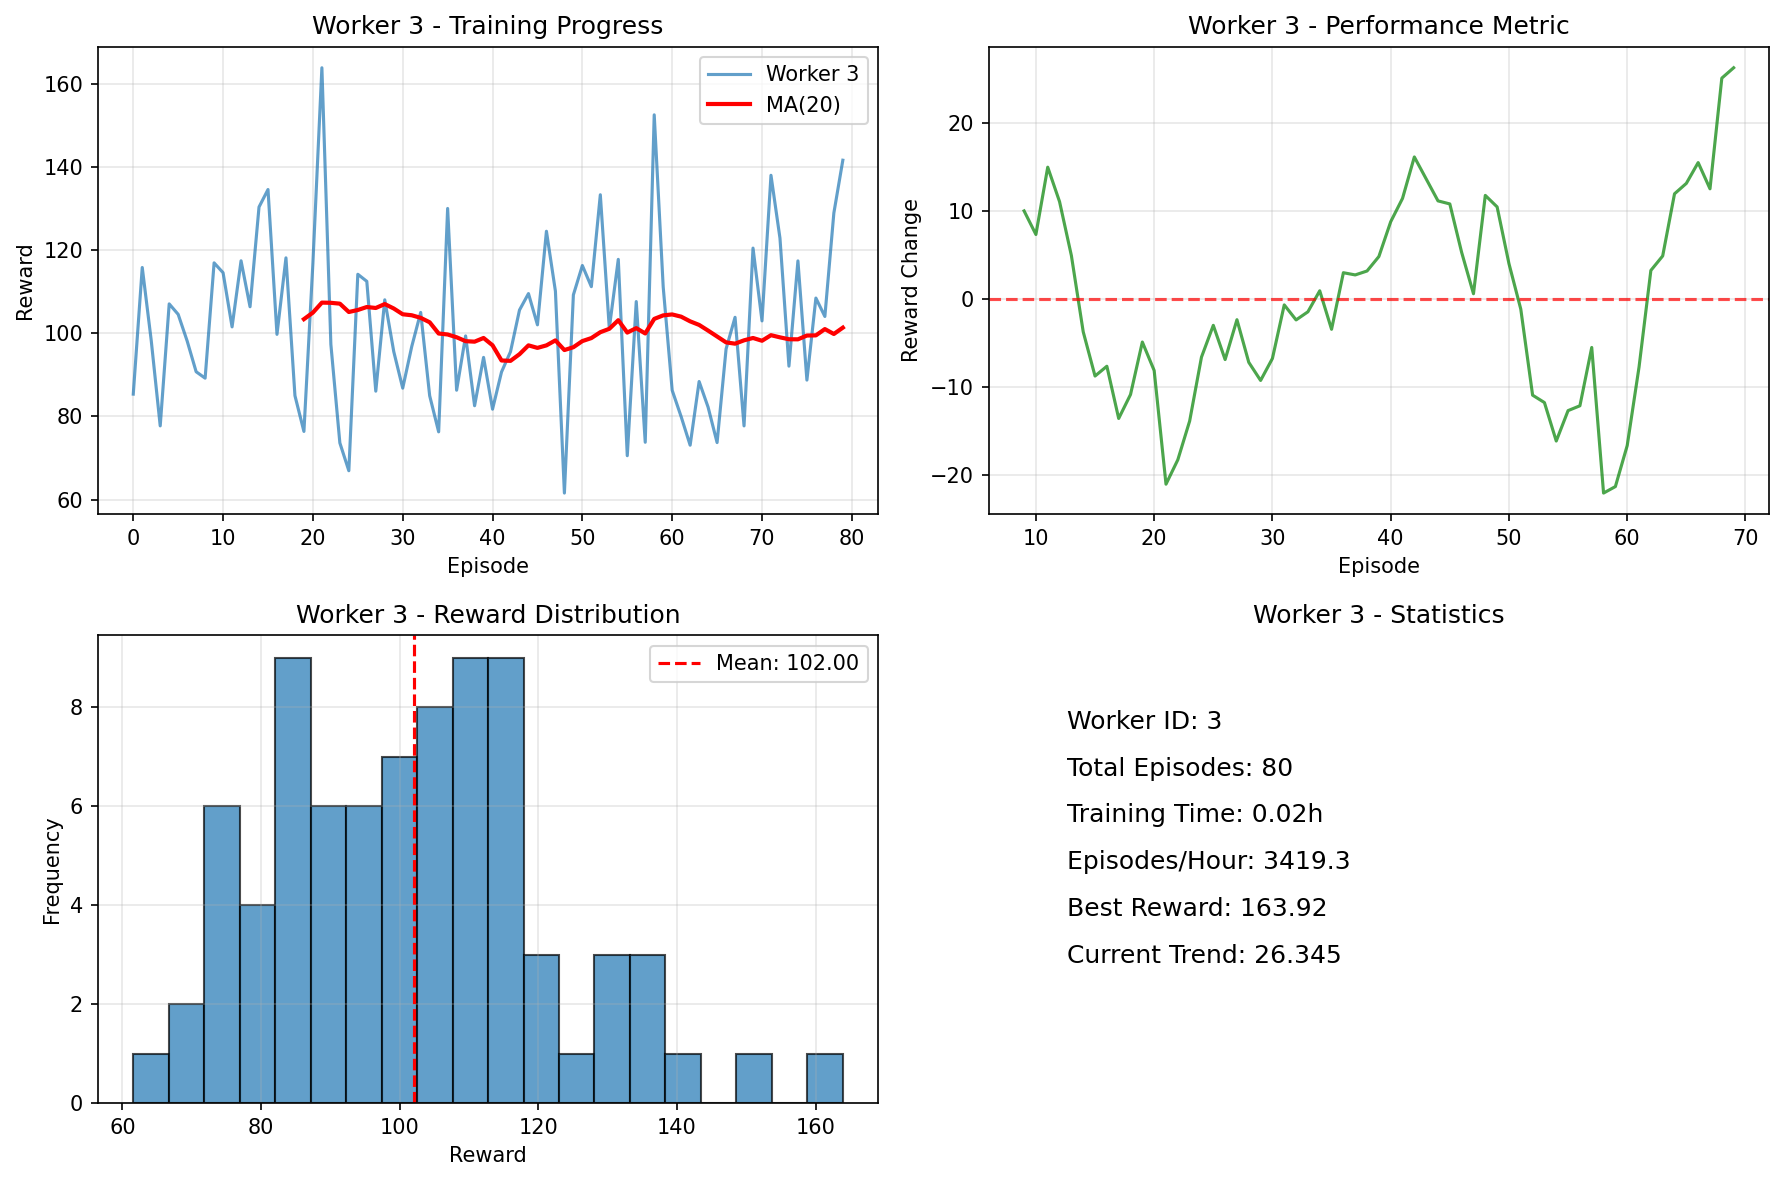 Worker 3 - Training Progress
Reward
160
140
120
100
80
60
Worker 3
MA(20)
0 10 20 30 40 50 60 70 80
Episode
Worker 3 - Performance Metric
Reward Change
20
10
0
−10
−20
10 20 30 40 50 60 70
Episode
Worker 3 - Reward Distribution
Frequency
8
6
4
2
0
Mean: 102.00
60 80 100 120 140 160
Reward
Worker 3 - Statistics
Worker ID: 3
Total Episodes: 80
Training Time: 0.02h
Episodes/Hour: 3419.3
Best Reward: 163.92
Current Trend: 26.345